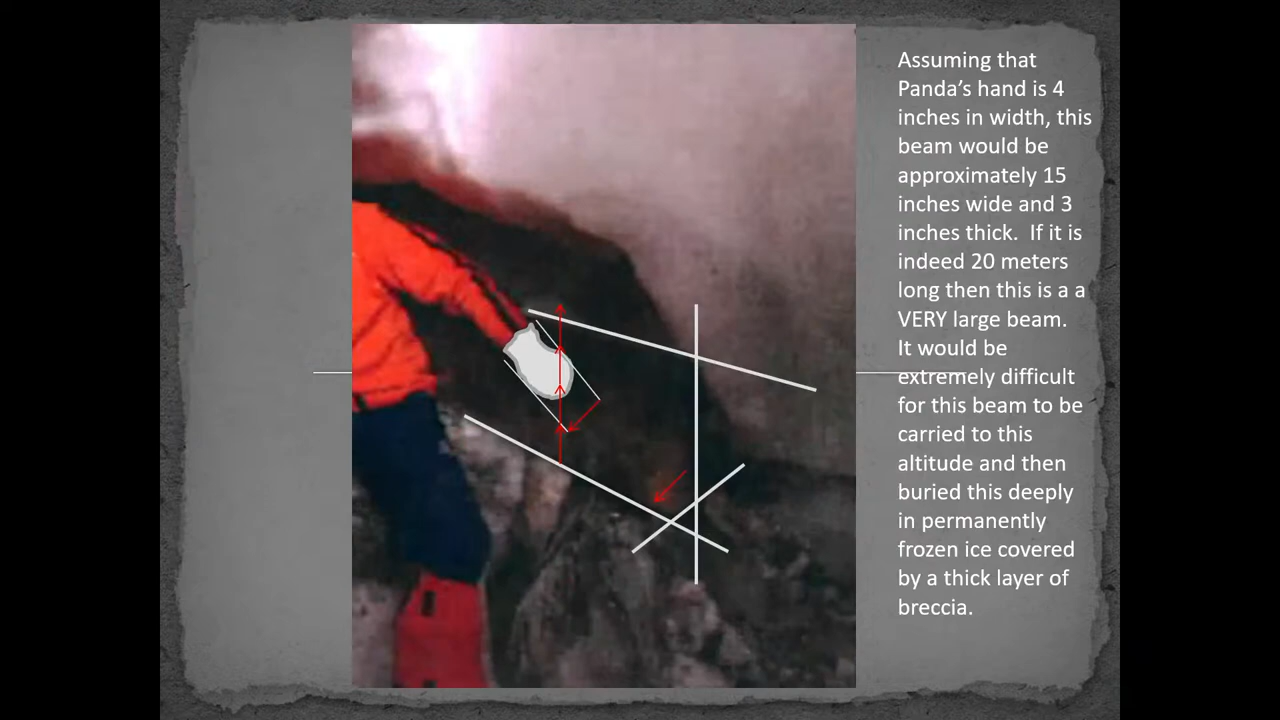 Assuming that
Panda's hand is 4
inches in width, this
beam would be
approximately 15
inches wide and 3
inches thick.  If it is
indeed 20 meters
long then this is a a
VERY large beam.
It would be
extremely difficult
for this beam to be
carried to this
altitude and then
buried this deeply
in permanently
frozen ice covered
by a thick layer of
breccia.